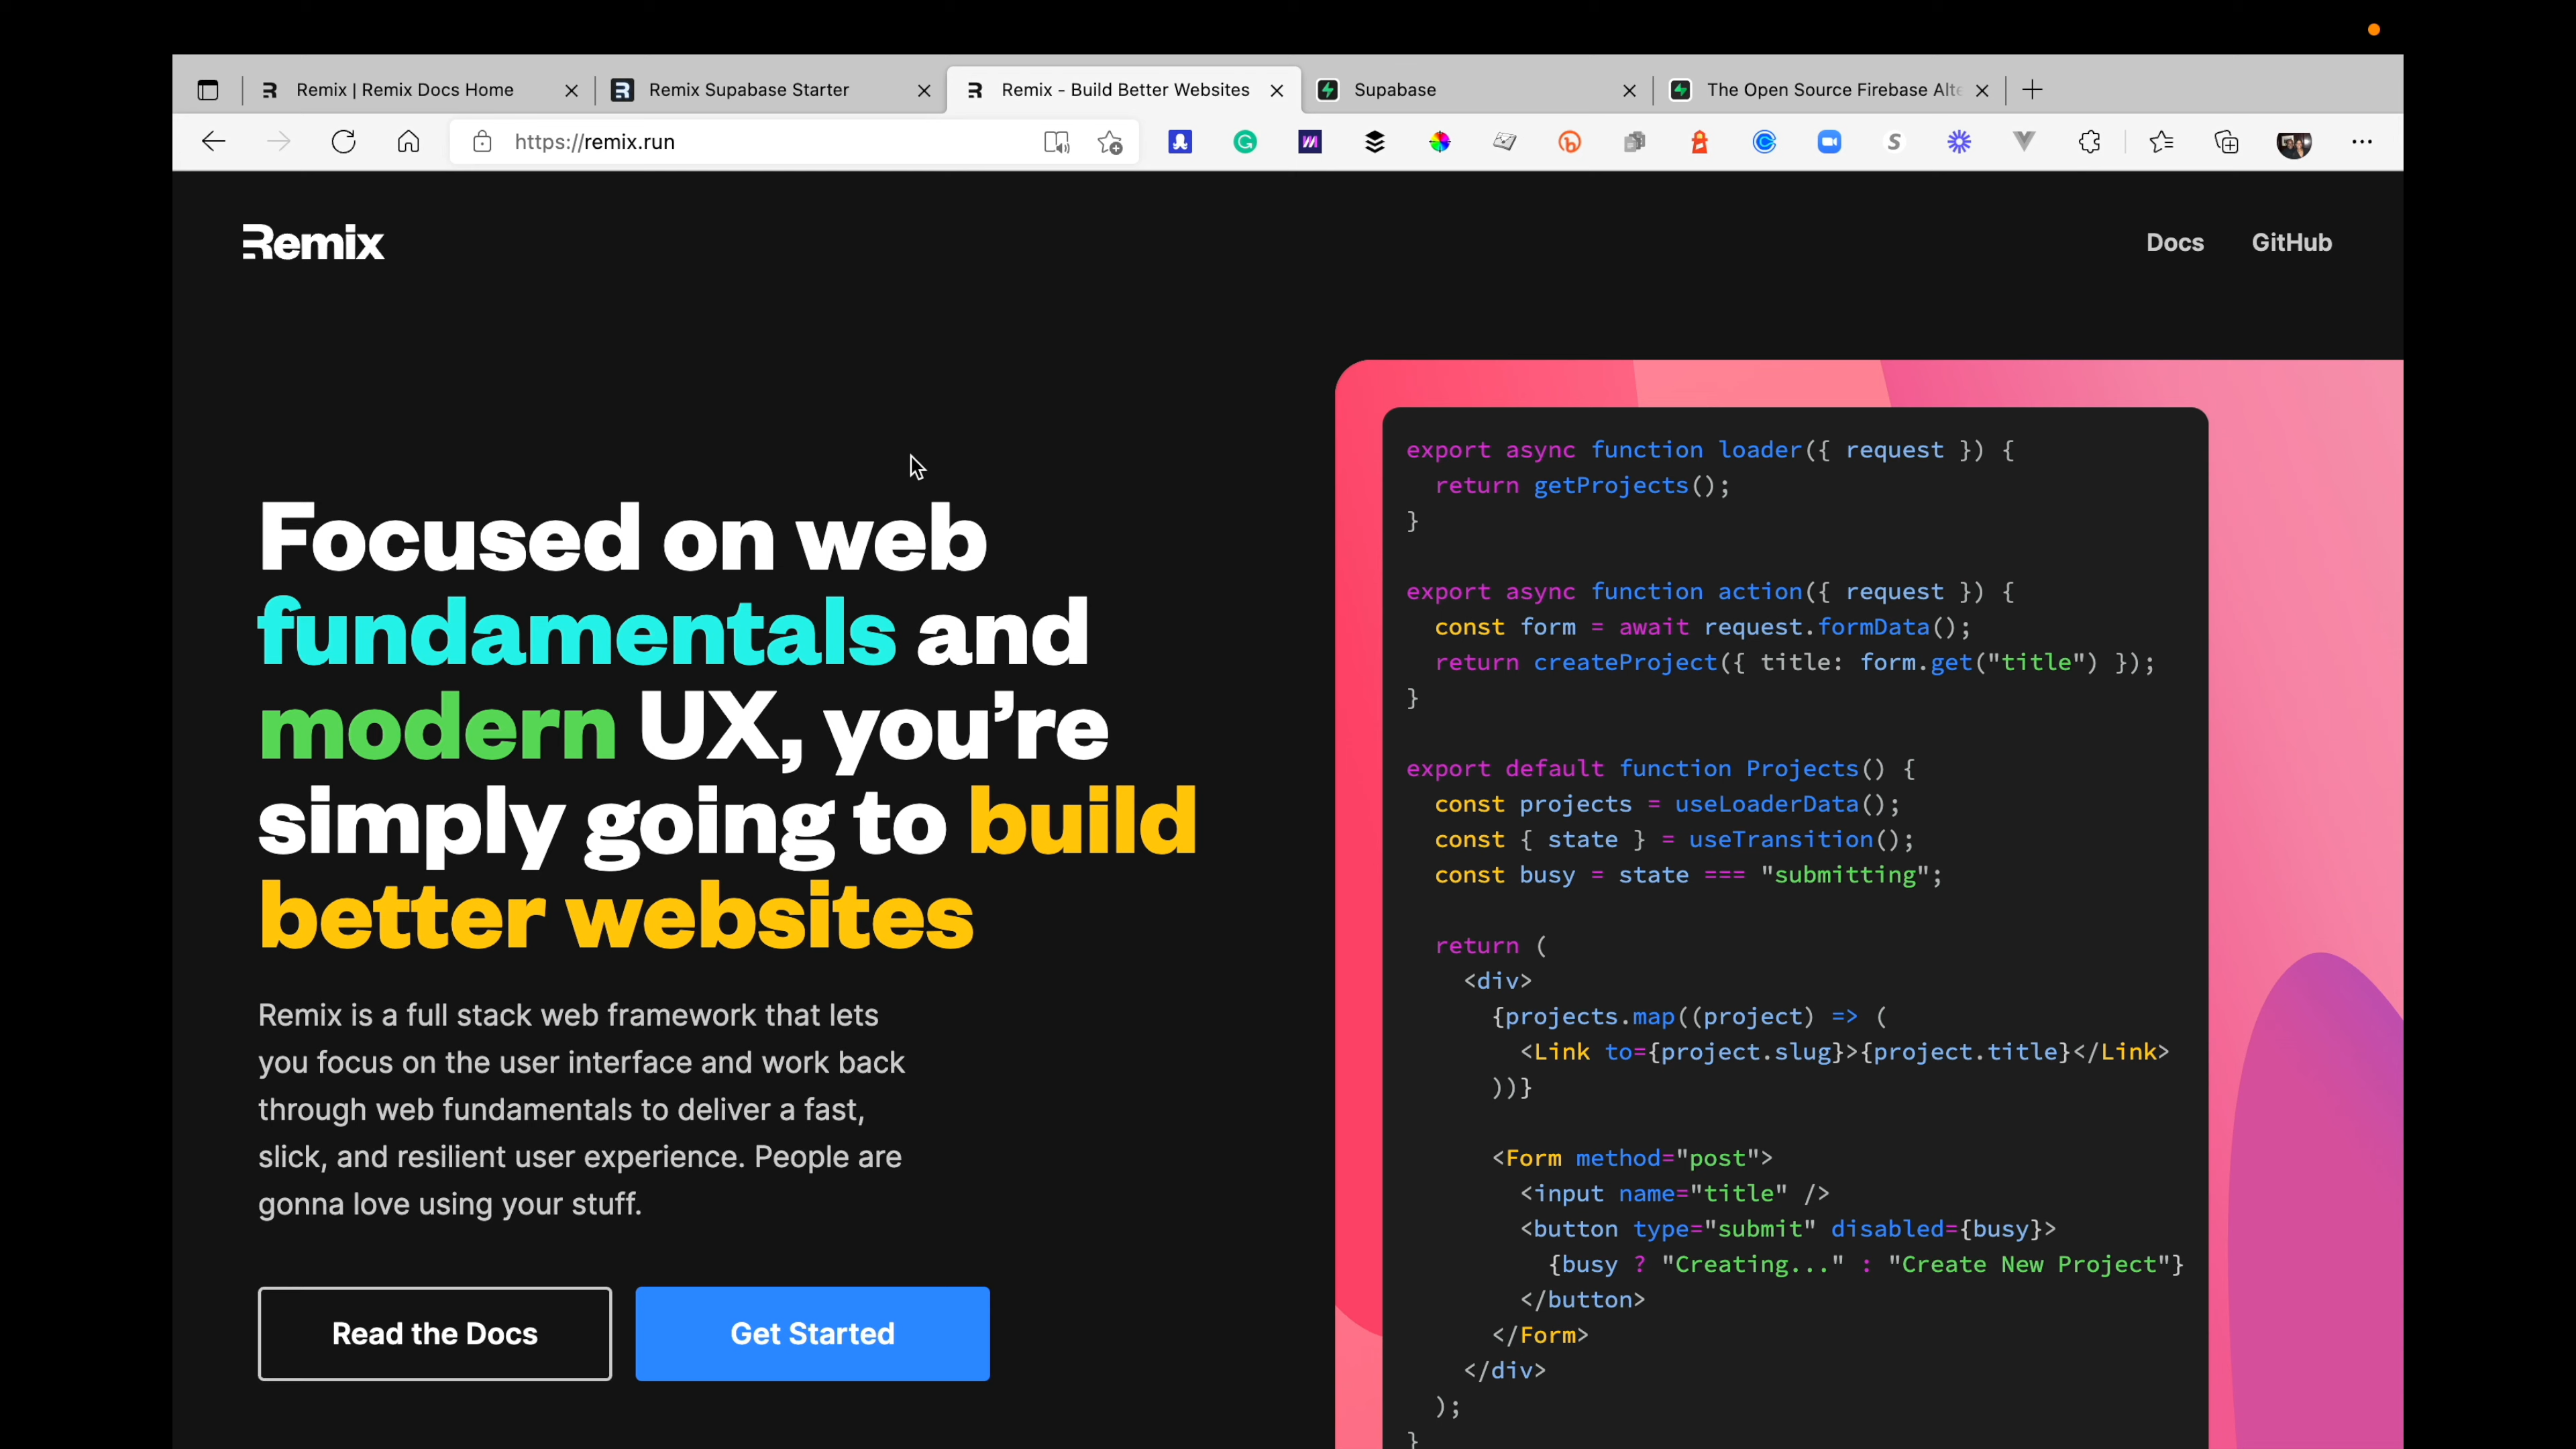 Remix | Remix Docs Home
Remix Supabase Starter
Remix - Build Better Websites
Supabase
The Open Source Firebase Alte
https://remix.run
Remix
Docs
GitHub
Focused on web
fundamentals and
modern UX, you’re
simply going to build
better websites
Remix is a full stack web framework that lets
you focus on the user interface and work back
through web fundamentals to deliver a fast,
slick, and resilient user experience. People are
gonna love using your stuff.
Read the Docs
Get Started
export async function loader({ request }) {
return getProjects();
}
export async function action({ request }) {
const form = await request.formData();
return createProject({ title: form.get("title") });
}
export default function Projects() {
const projects = useLoaderData();
const { state } = useTransition();
const busy = state === "submitting";
return (
<div>
{projects.map((project) => (
<Link to={project.slug}>{project.title}</Link>
))}
<Form method="post">
<input name="title" />
<button type="submit" disabled={busy}>
{busy ? "Creating..." : "Create New Project"}
</button>
</Form>
</div>
);
}